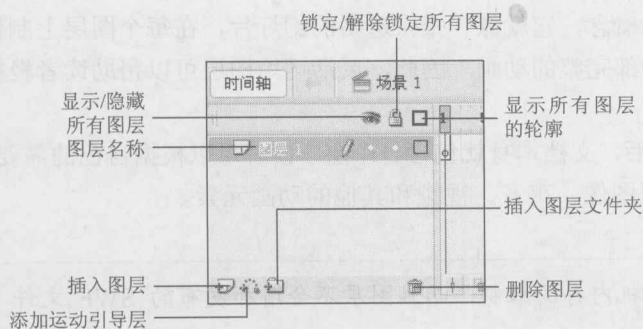 锁定/解除锁定所有图层
时间轴
场景 1
显示/隐藏
所有图层
图层名称
图层 1
显示所有图层
的轮廓
插入图层文件夹
插入图层
添加运动引导层
删除图层